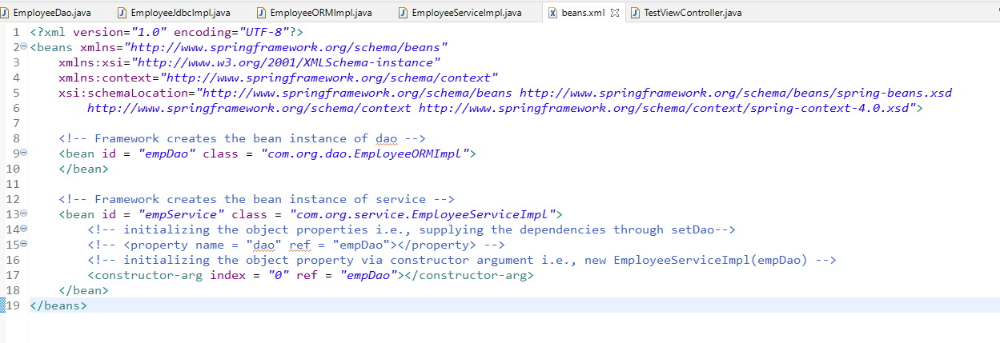 EmployeeDao.java EmployeeJdbcImpl.java EmployeeORMImpl.java EmployeeServiceImpl.java beans.xml TestViewController.java
1 <?xml version="1.0" encoding="UTF-8"?>
2 <beans xmlns="http://www.springframework.org/schema/beans"
3 xmlns:xsi="http://www.w3.org/2001/XMLSchema-instance"
4 xmlns:context="http://www.springframework.org/schema/context"
5 xsi:schemaLocation="http://www.springframework.org/schema/beans http://www.springframework.org/schema/beans/spring-beans.xsd
6 http://www.springframework.org/schema/context http://www.springframework.org/schema/context/spring-context-4.0.xsd">
7
8 <!-- Framework creates the bean instance of dao -->
9 <bean id = "empDao" class = "com.org.dao.EmployeeORMImpl">
10 </bean>
11
12 <!-- Framework creates the bean instance of service -->
13 <bean id = "empService" class = "com.org.service.EmployeeServiceImpl">
14 <!-- initializing the object properties i.e., supplying the dependencies through setDao-->
15 <!-- <property name = "dao" ref = "empDao"></property> -->
16 <!-- initializing the object property via constructor argument i.e., new EmployeeServiceImpl(empDao) -->
17 <constructor-arg index = "0" ref = "empDao"></constructor-arg>
18 </bean>
19 </beans>